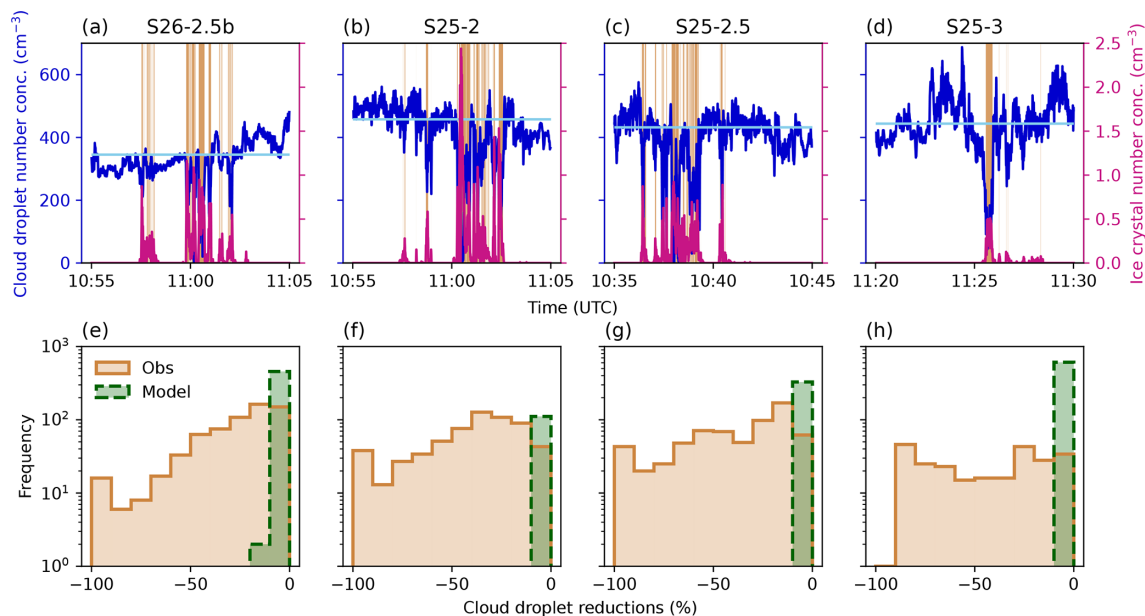 (a) S26-2.5b
(b) S25-2
(c) S25-2.5
(d) S25-3
Cloud droplet number conc. (cm⁻³)
600
400
200
0
2.5
2.0
1.5
1.0
0.5
0.0
Ice crystal number conc. (cm⁻³)
10:55 11:00 11:05
10:55 11:00 11:05
10:35 10:40 10:45
11:20 11:25 11:30
Time (UTC)
(e)
(f)
(g)
(h)
Obs
Model
Frequency
10³
10²
10¹
10⁰
−100 −50 0
−100 −50 0
−100 −50 0
−100 −50 0
Cloud droplet reductions (%)